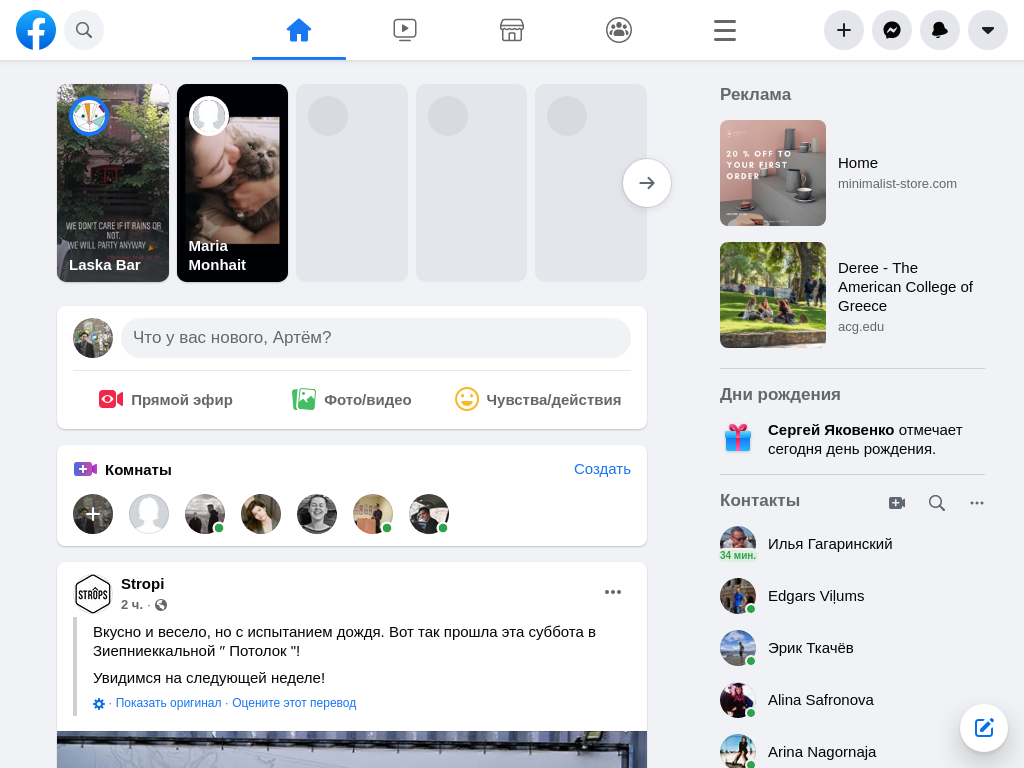 WE DON'T CARE IF IT RAINS OR
NOT.
WE WILL PARTY ANYWAY
Laska Bar
Maria
Monhait
Что у вас нового, Артём?
Прямой эфир
Фото/видео
Чувства/действия
Комнаты
Создать
STROPS
Stropi
2 ч. ·
Вкусно и весело, но с испытанием дождя. Вот так прошла эта суббота в
Зиепниеккальной " Потолок "!
Увидимся на следующей неделе!
· Показать оригинал · Оцените этот перевод
Реклама
20 % OFF TO
YOUR FIRST
ORDER
Home
minimalist-store.com
Deree - The
American College of
Greece
acg.edu
Дни рождения
Сергей Яковенко отмечает
сегодня день рождения.
Контакты
34 мин.
Илья Гагаринский
Edgars Viļums
Эрик Ткачёв
Alina Safronova
Arina Nagornaja